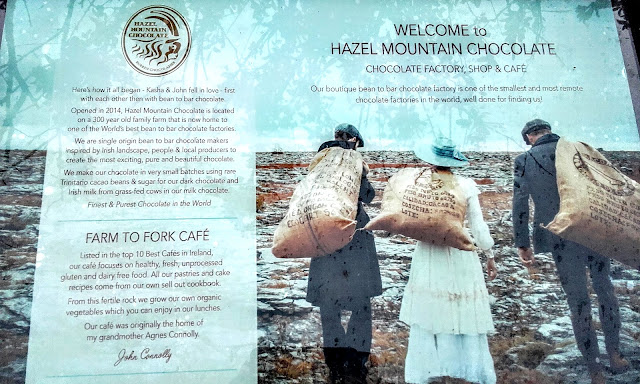 HAZEL
MOUNTAIN
CHOCOLATE
Here's how it all began - Kasha & John fell in love - first
with each other then with bean to bar chocolate.
Opened in 2014, Hazel Mountain Chocolate is located
on a 300 year old family farm that is now home to
one of the World's best bean to bar chocolate factories.
We are single origin bean to bar chocolate makers
inspired by Irish landscape, people & local producers to
create the most exciting, pure and beautiful chocolate.
We make our chocolate in very small batches using rare
Trinitario cacao beans & sugar for our dark chocolate and
Irish milk from grass-fed cows in our milk chocolate.
Finest & Purest Chocolate in the World
FARM TO FORK CAFÉ
Listed in the top 10 Best Cafés in Ireland,
our café focuses on healthy, fresh, unprocessed
gluten and dairy free food. All our pastries and cake
recipes come from our own sell out cookbook.
From this fertile rock we grow our own organic
vegetables which you can enjoy in our lunches.
Our café was originally the home of
my grandmother Agnes Connolly.
John Connolly
WELCOME to
HAZEL MOUNTAIN CHOCOLATE
CHOCOLATE FACTORY, SHOP & CAFÉ
Our boutique bean to bar chocolate factory is one of the smallest and most remote
chocolate factories in the world, well done for finding us!